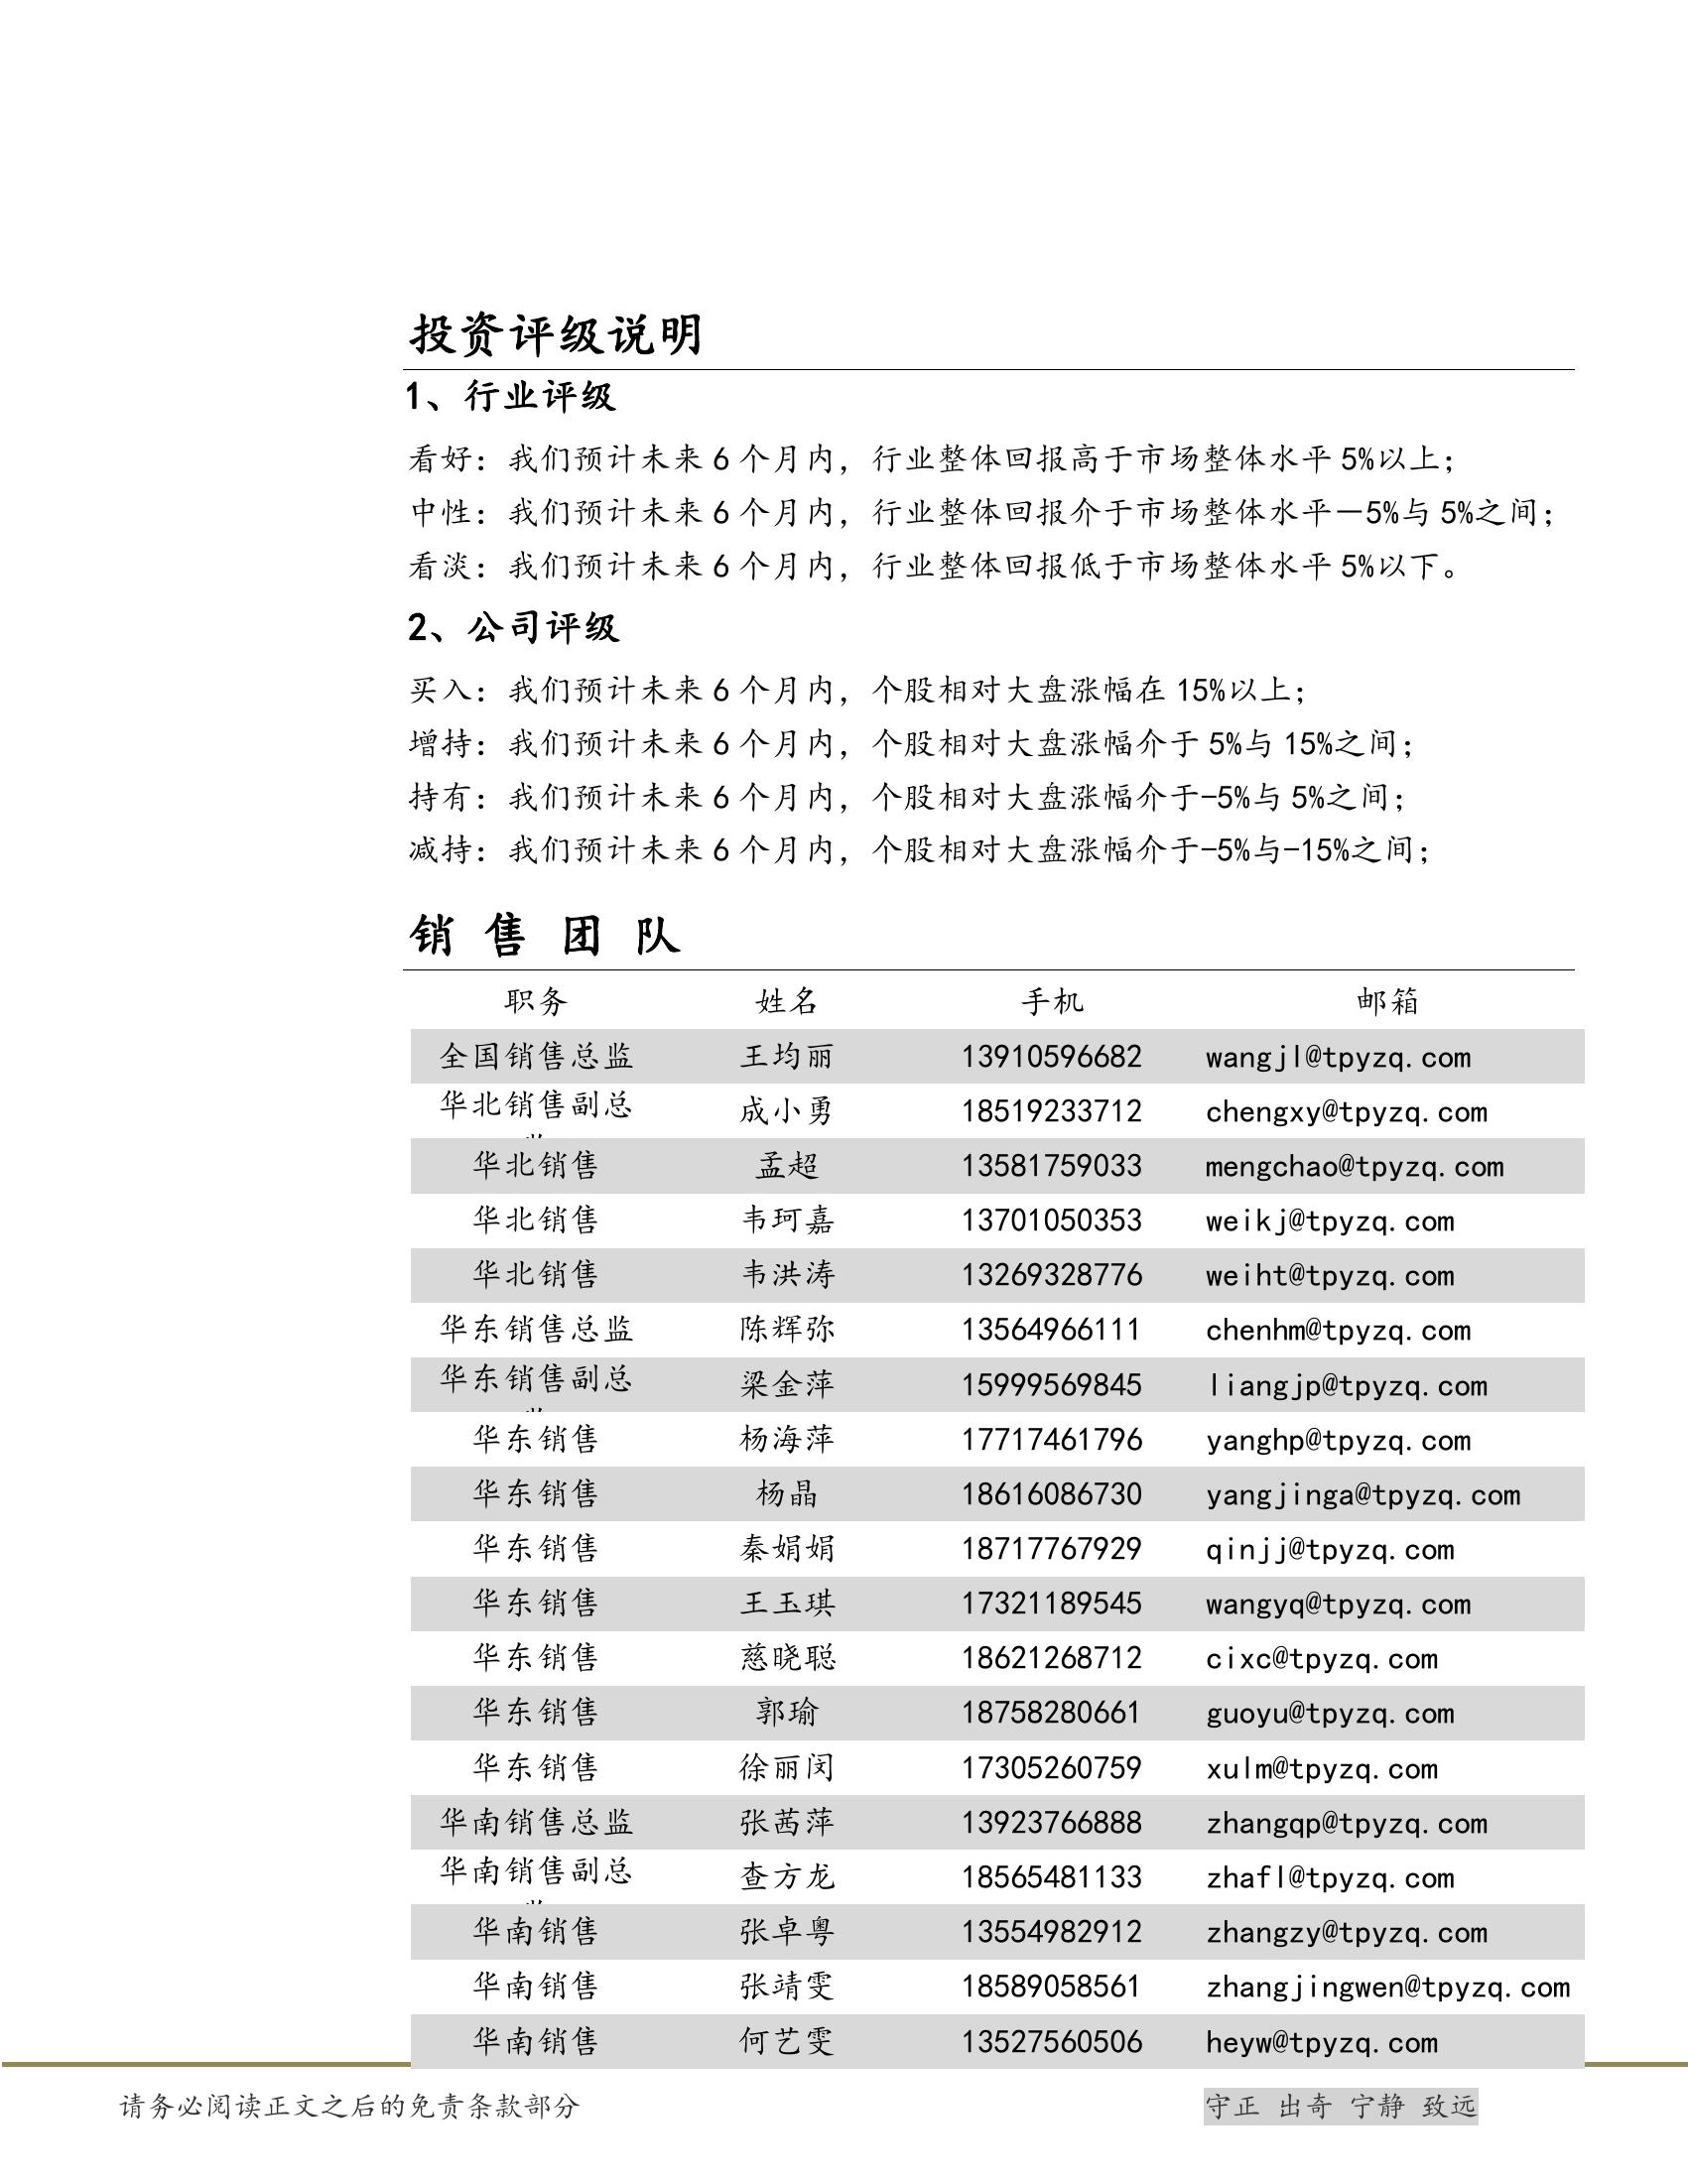 投资评级说明
1、行业评级
看好：我们预计未来 6 个月内，行业整体回报高于市场整体水平 5%以上；
中性：我们预计未来 6 个月内，行业整体回报介于市场整体水平－5%与 5%之间；
看淡：我们预计未来 6 个月内，行业整体回报低于市场整体水平 5%以下。
2、公司评级
买入：我们预计未来 6 个月内，个股相对大盘涨幅在 15%以上；
增持：我们预计未来 6 个月内，个股相对大盘涨幅介于 5%与 15%之间；
持有：我们预计未来 6 个月内，个股相对大盘涨幅介于-5%与 5%之间；
减持：我们预计未来 6 个月内，个股相对大盘涨幅介于-5%与-15%之间；
销 售 团 队
职务 姓名 手机 邮箱
全国销售总监 王均丽 13910596682 wangjl@tpyzq.com
华北销售副总 成小勇 18519233712 chengxy@tpyzq.com
华北销售 孟超 13581759033 mengchao@tpyzq.com
华北销售 韦珂嘉 13701050353 weikj@tpyzq.com
华北销售 韦洪涛 13269328776 weiht@tpyzq.com
华东销售总监 陈辉弥 13564966111 chenhm@tpyzq.com
华东销售副总 梁金萍 15999569845 liangjp@tpyzq.com
华东销售 杨海萍 17717461796 yanghp@tpyzq.com
华东销售 杨晶 18616086730 yangjinga@tpyzq.com
华东销售 秦娟娟 18717767929 qinjj@tpyzq.com
华东销售 王玉琪 17321189545 wangyq@tpyzq.com
华东销售 慈晓聪 18621268712 cixc@tpyzq.com
华东销售 郭瑜 18758280661 guoyu@tpyzq.com
华东销售 徐丽闵 17305260759 xulm@tpyzq.com
华南销售总监 张茜萍 13923766888 zhangqp@tpyzq.com
华南销售副总 查方龙 18565481133 zhafl@tpyzq.com
华南销售 张卓粤 13554982912 zhangzy@tpyzq.com
华南销售 张靖雯 18589058561 zhangjingwen@tpyzq.com
华南销售 何艺雯 13527560506 heyw@tpyzq.com
请务必阅读正文之后的免责条款部分 守正 出奇 宁静 致远